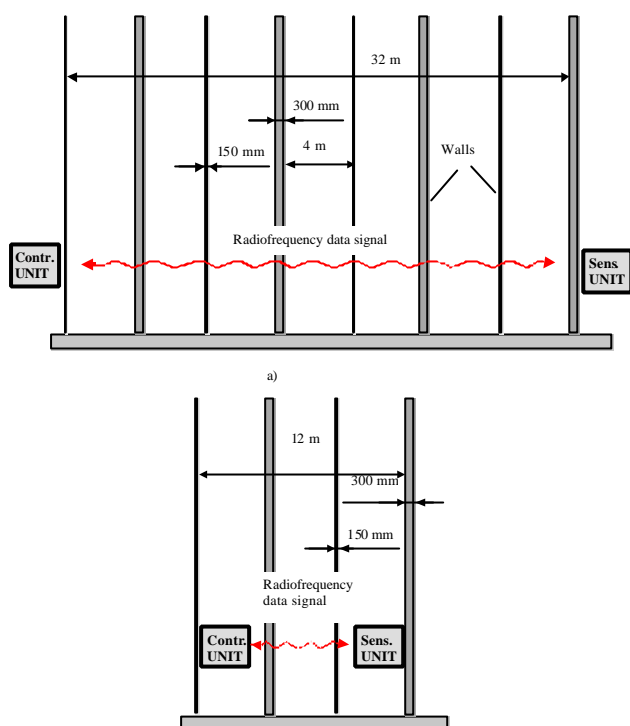 32 m
300 mm
150 mm
4 m
Walls
Radiofrequency data signal
Contr.
UNIT
Sens.
UNIT
a)
12 m
300 mm
150 mm
Radiofrequency
data signal
Contr.
UNIT
Sens.
UNIT